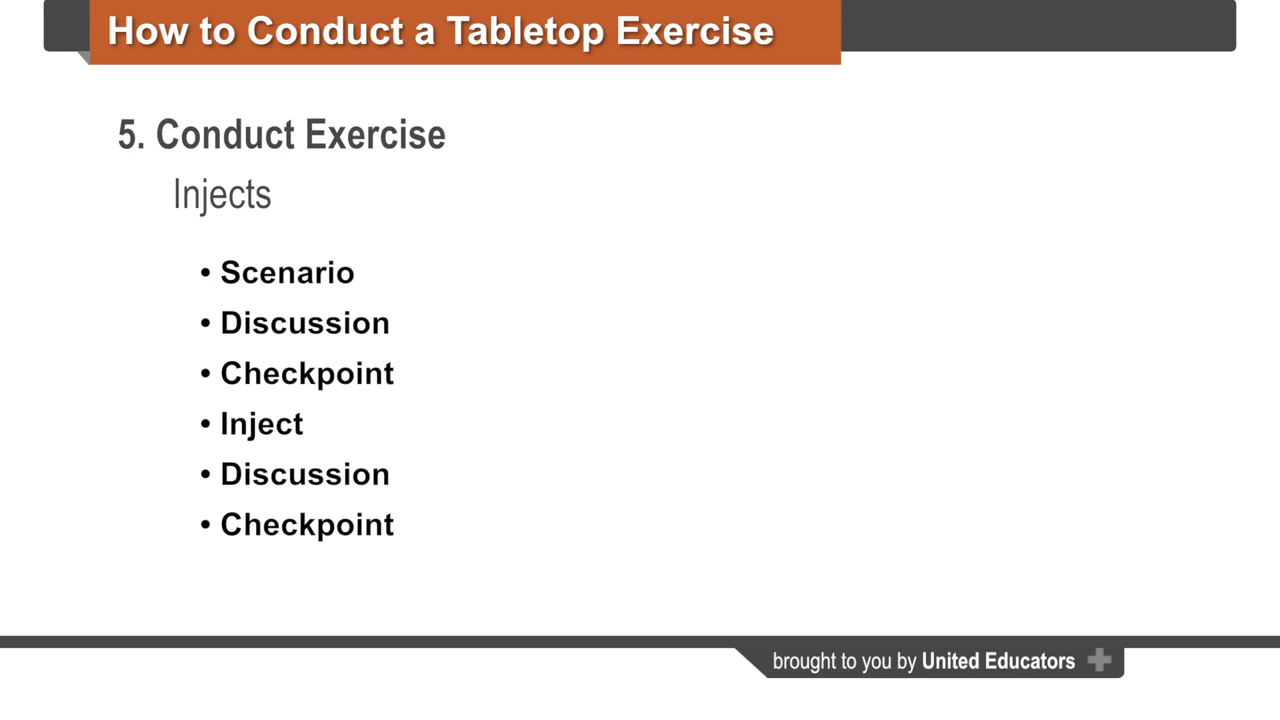 How to Conduct a Tabletop Exercise
5. Conduct Exercise
Injects
• Scenario
• Discussion
• Checkpoint
• Inject
• Discussion
• Checkpoint
brought to you by United Educators